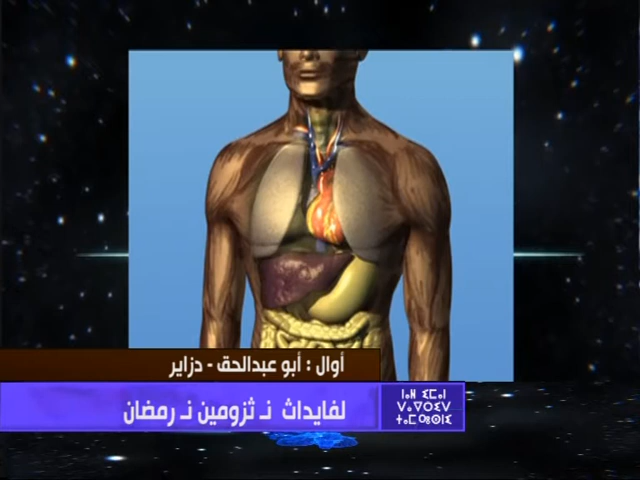 أوال : أبو عبدالحق - دزاير
لفايداث نـ ثزومين نـ رمضان